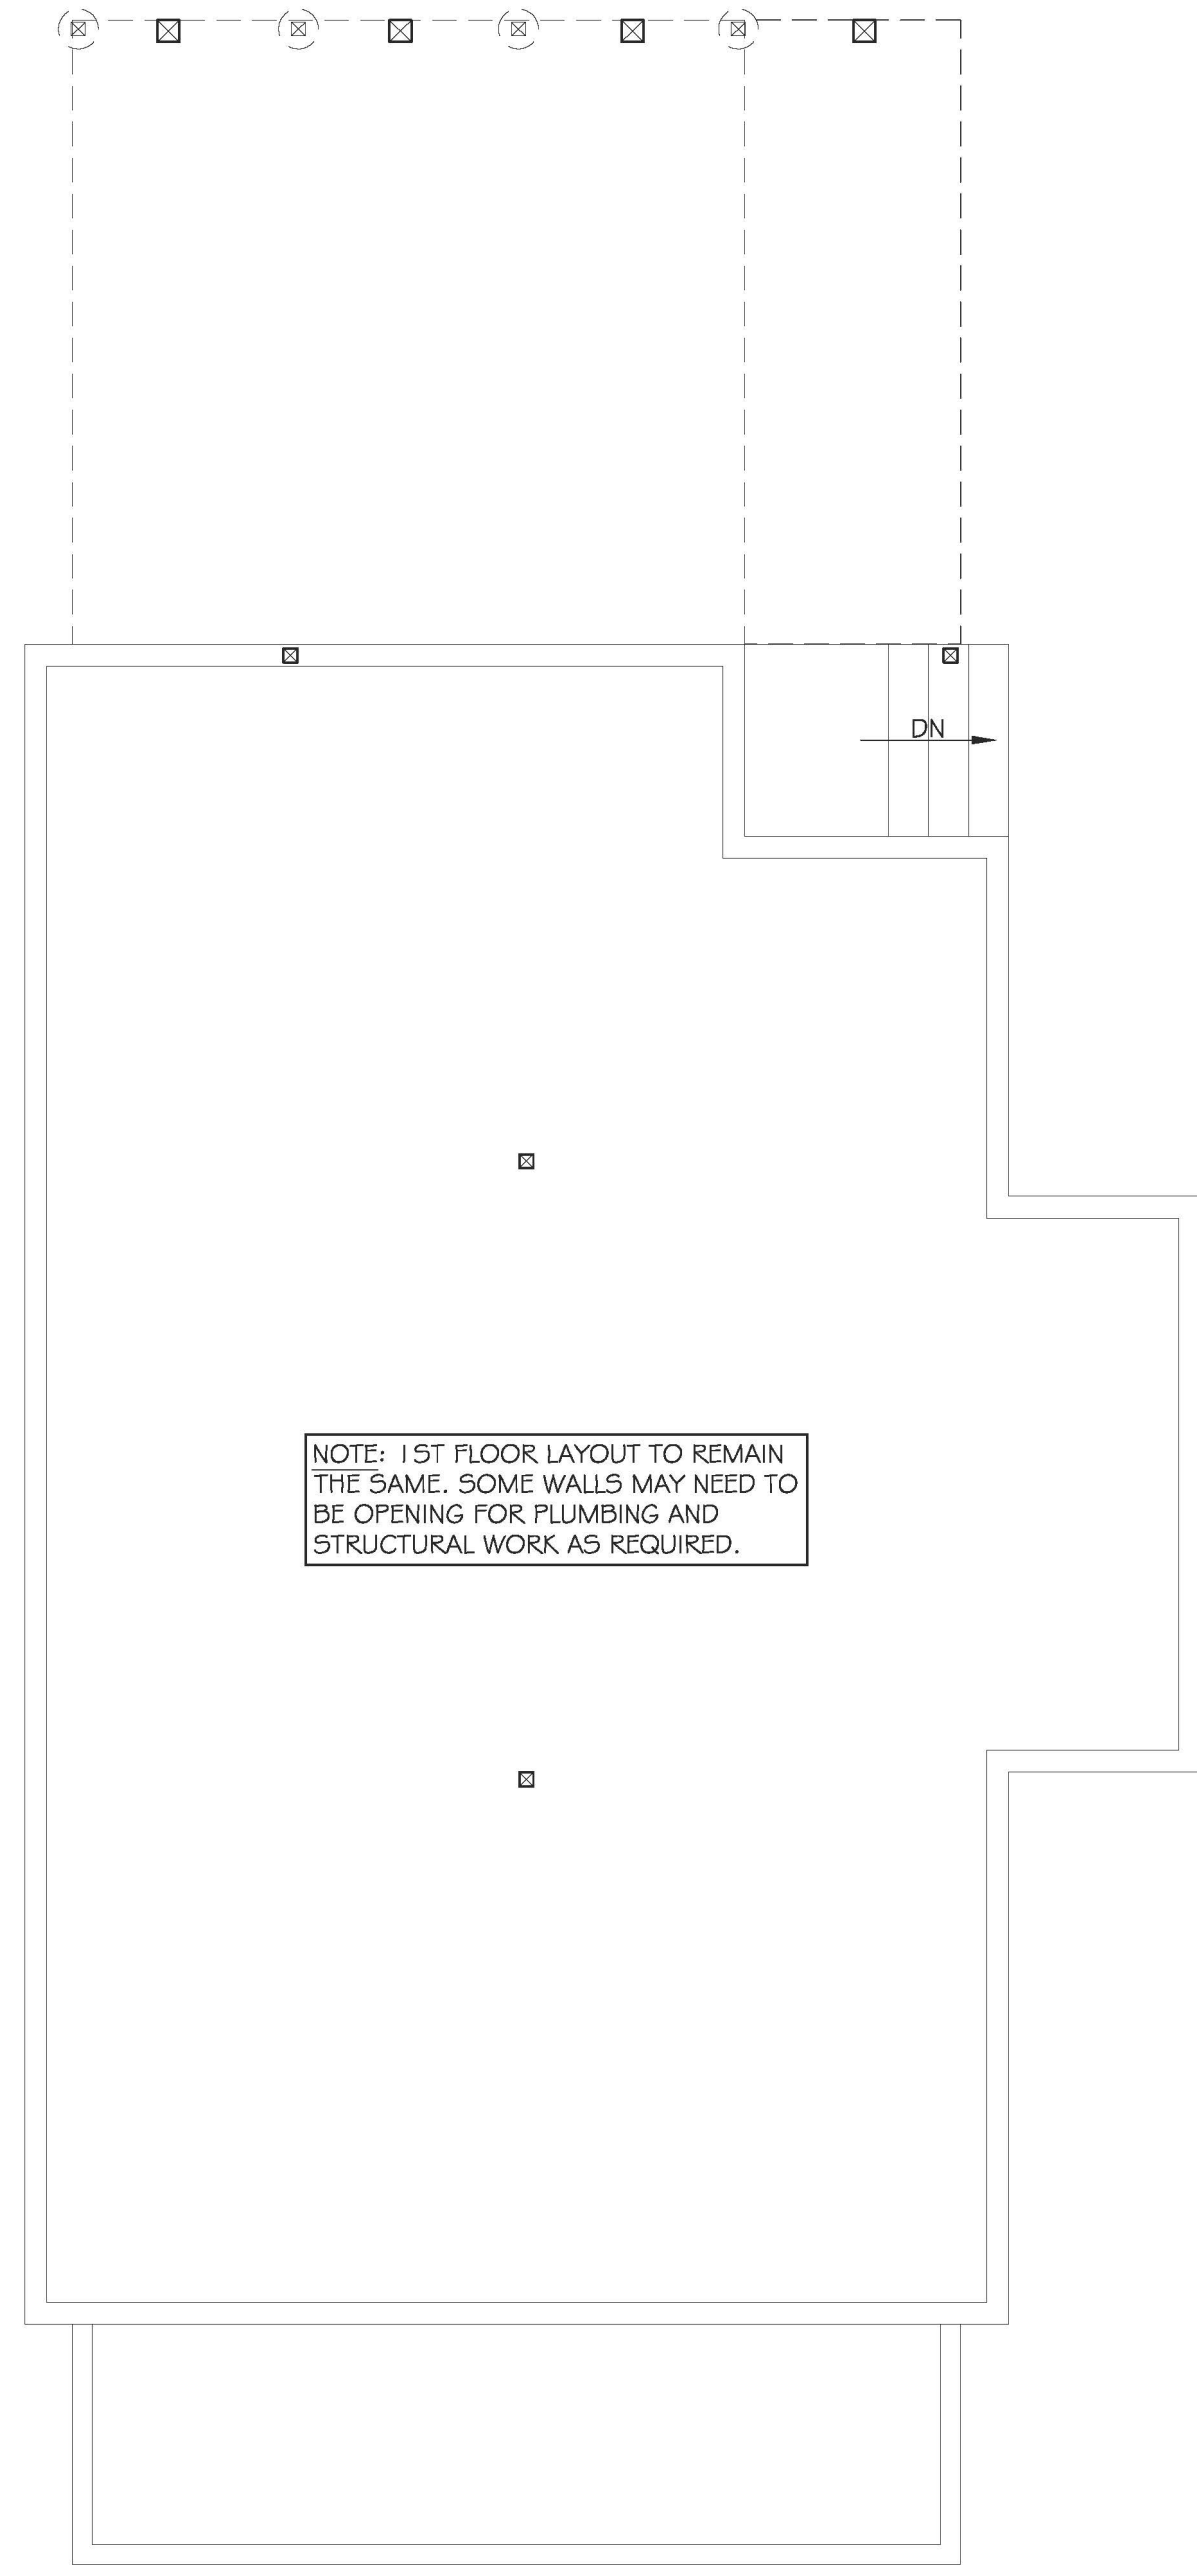 DN
NOTE: 1ST FLOOR LAYOUT TO REMAIN
THE SAME. SOME WALLS MAY NEED TO
BE OPENING FOR PLUMBING AND
STRUCTURAL WORK AS REQUIRED.